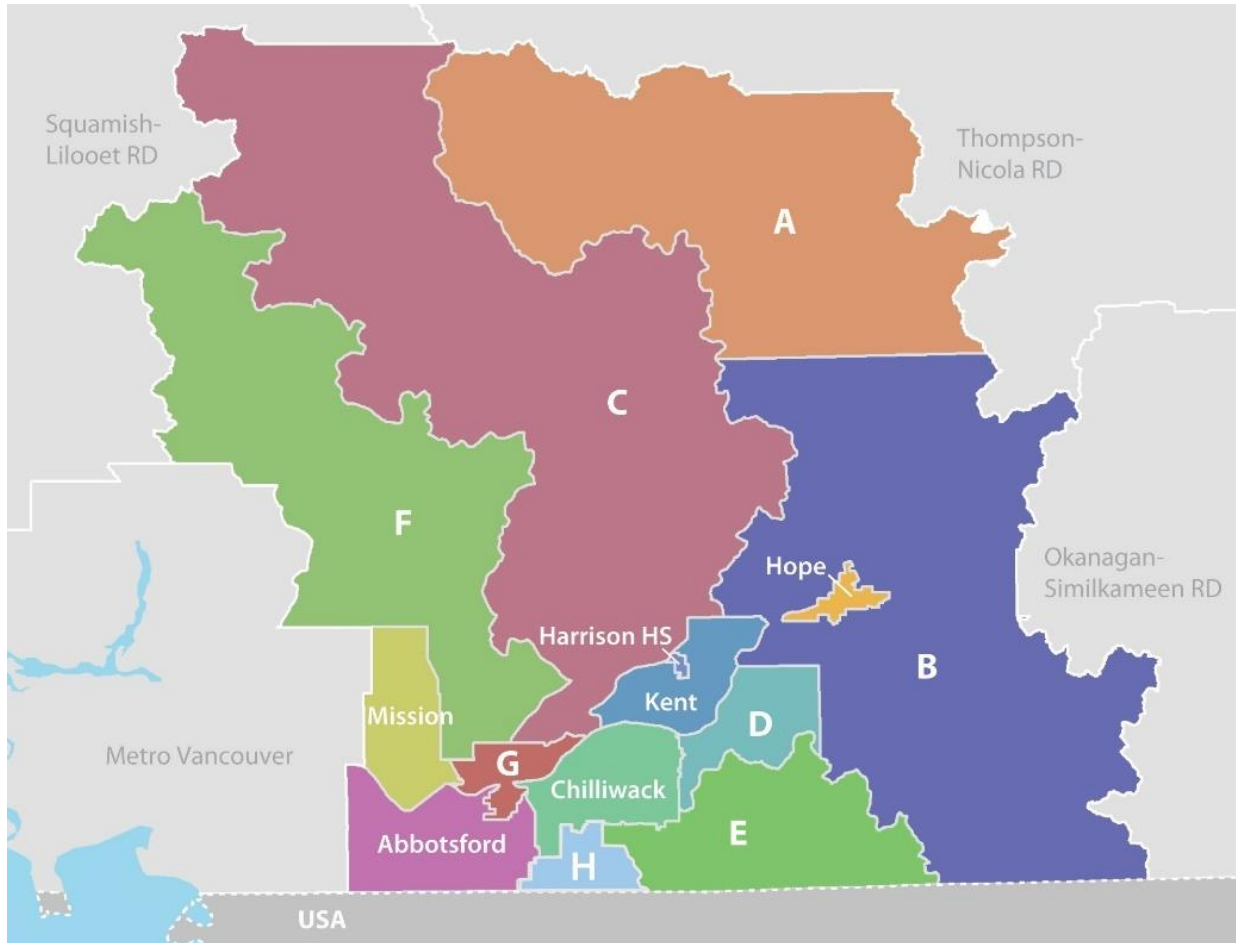 Squamish-
Lilooet RD
Thompson-
Nicola RD
A
C
F
Hope
Okanagan-
Similkameen RD
Harrison HS
B
Kent
Mission
D
Metro Vancouver
G
Chilliwack
E
Abbotsford
H
USA